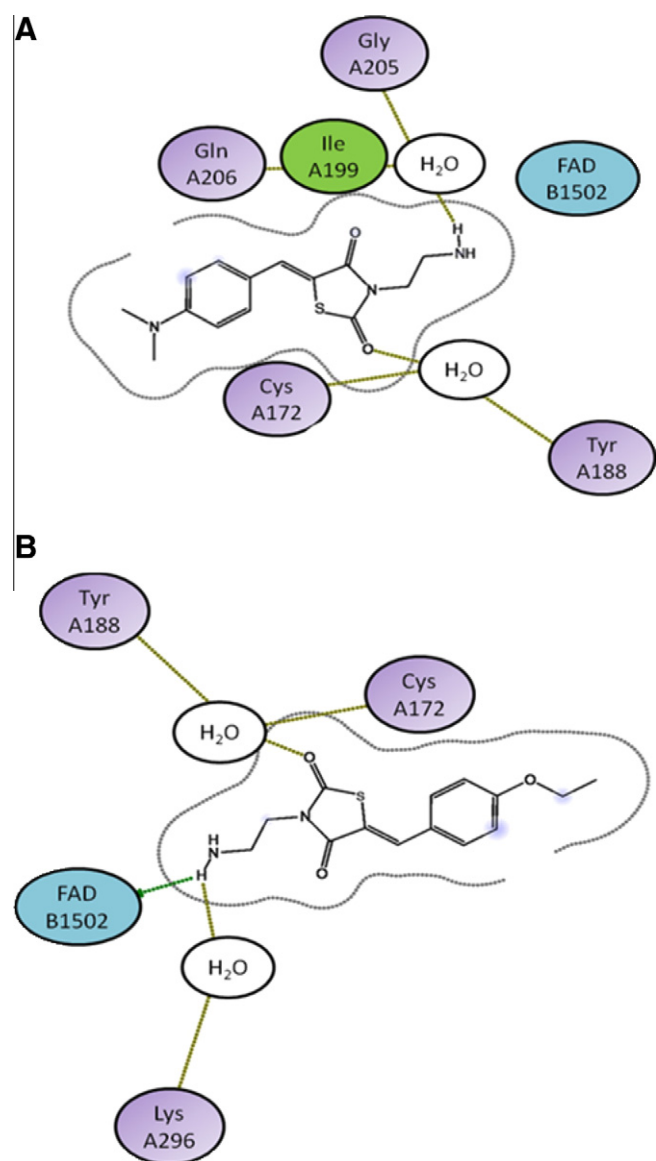 A
Gly
A205
Gln
A206
Ile
A199
H₂O
FAD
B1502
H
NH
O
N
S
N
O
H₂O
Cys
A172
Tyr
A188
B
Tyr
A188
Cys
A172
H₂O
O
S
O
N
N
H
O
FAD
B1502
H₂O
Lys
A296